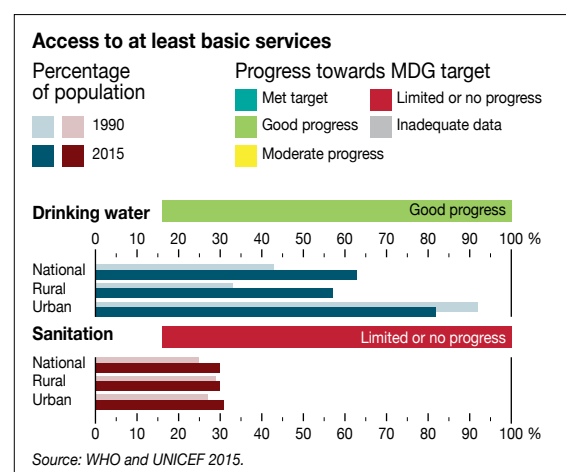 Access to at least basic services
Percentage
of population
1990
2015
Progress towards MDG target
Met target
Limited or no progress
Good progress
Inadequate data
Moderate progress
Drinking water
Good progress
0 10 20 30 40 50 60 70 80 90 100 %
National
Rural
Urban
Sanitation
Limited or no progress
National
Rural
Urban
0 10 20 30 40 50 60 70 80 90 100 %
Source: WHO and UNICEF 2015.